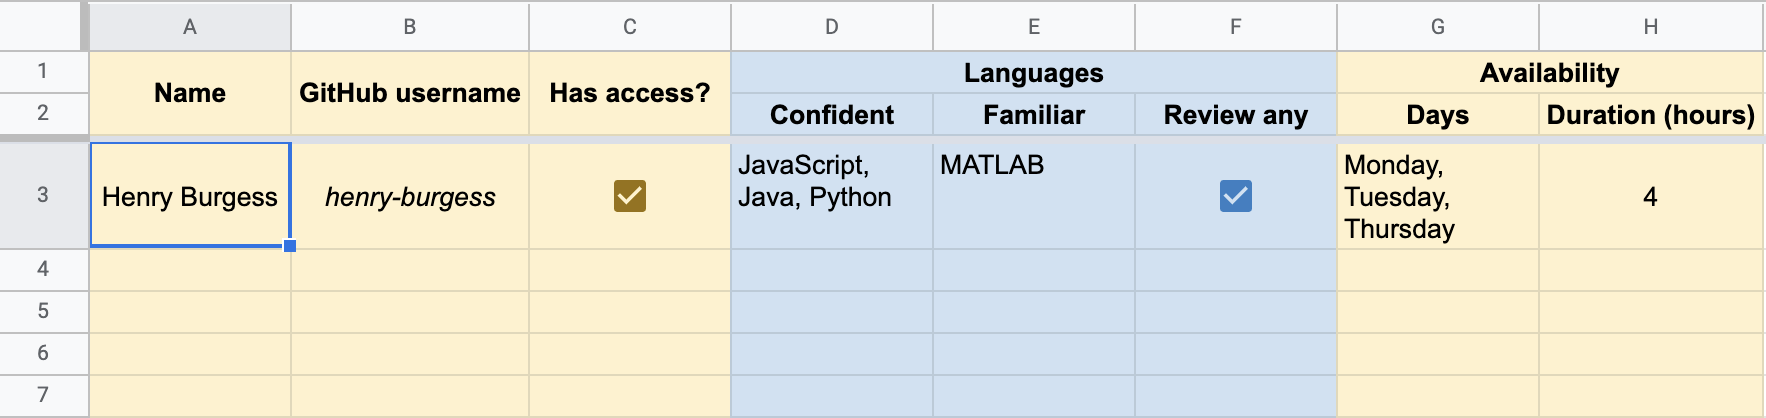 A B C D E F G H
1 Languages Availability
Name GitHub username Has access?
2 Confident Familiar Review any Days Duration (hours)
JavaScript, MATLAB Monday,
3 Henry Burgess henry-burgess Java, Python Tuesday, 4
Thursday
4
5
6
7